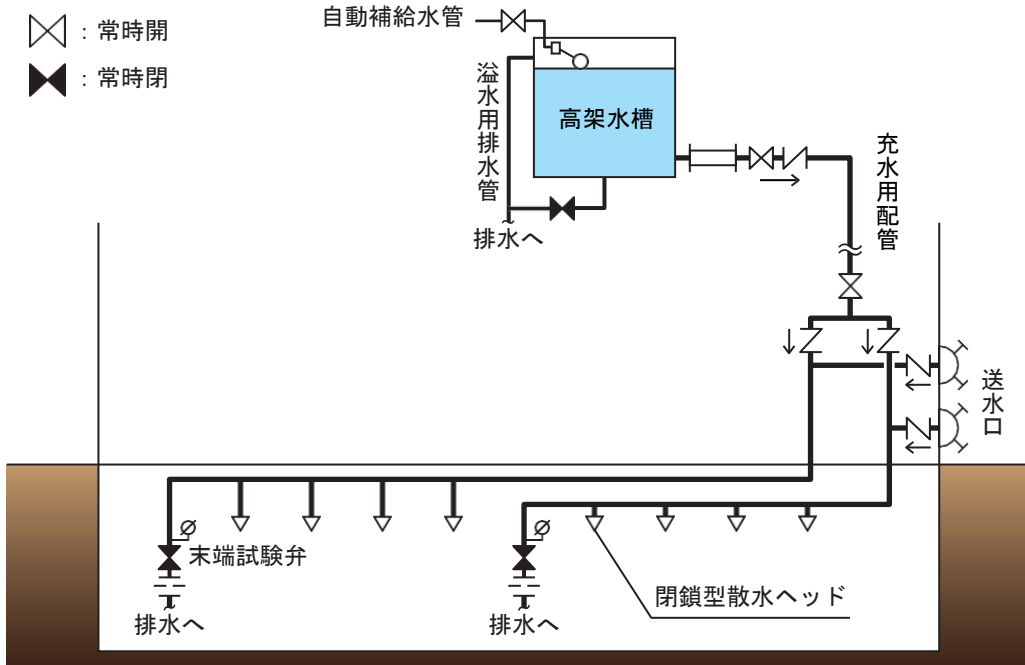 ：常時開
：常時閉
自動補給水管
溢水用排水管
高架水槽
充水用配管
排水へ
送水口
末端試験弁
閉鎖型散水ヘッド
排水へ
排水へ